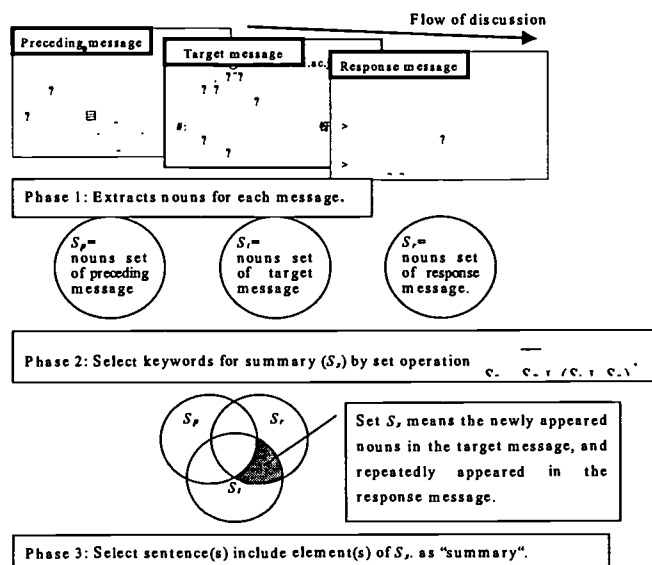 Flow of discussion
Preceding message
Target message
Response message
.sc.
?
? ?
? ?
?
?
?
#:
?
?
>
?
>
Phase 1: Extracts nouns for each message.
Sp=
nouns set
of preceding
message
St=
nouns set
of target
message
Sr=
nouns set
of response
message.
Phase 2: Select keywords for summary (Ss) by set operation
Sp
Sr
St
Set Ss means the newly appeared
nouns in the target message, and
repeatedly appeared in the
response message.
Phase 3: Select sentence(s) include element(s) of Ss. as "summary".